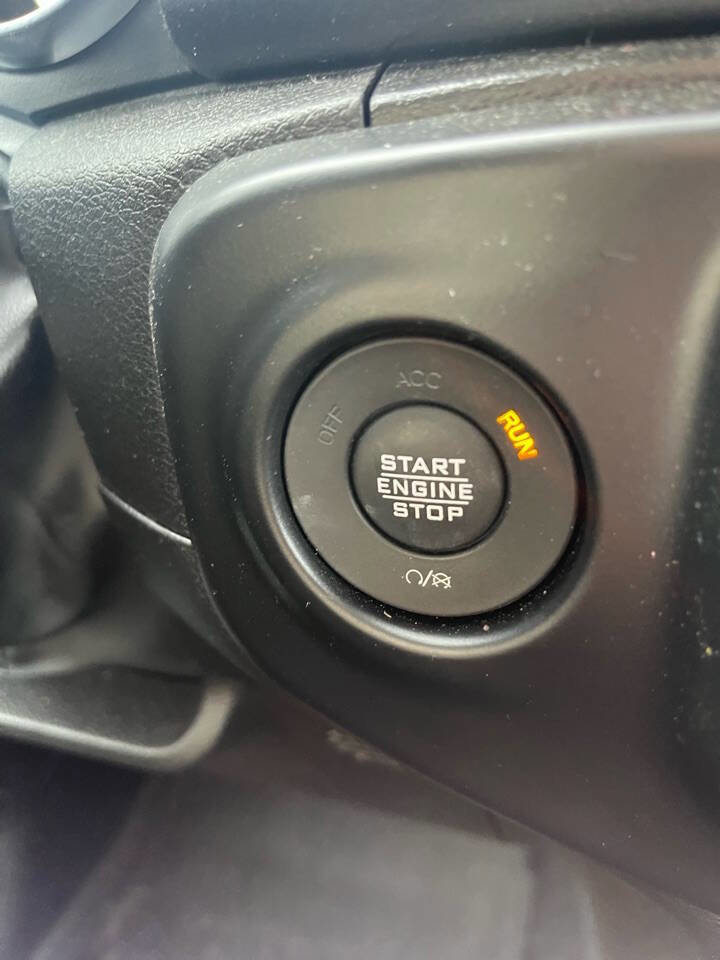 OFF
ACC
RUN
START
ENGINE
STOP